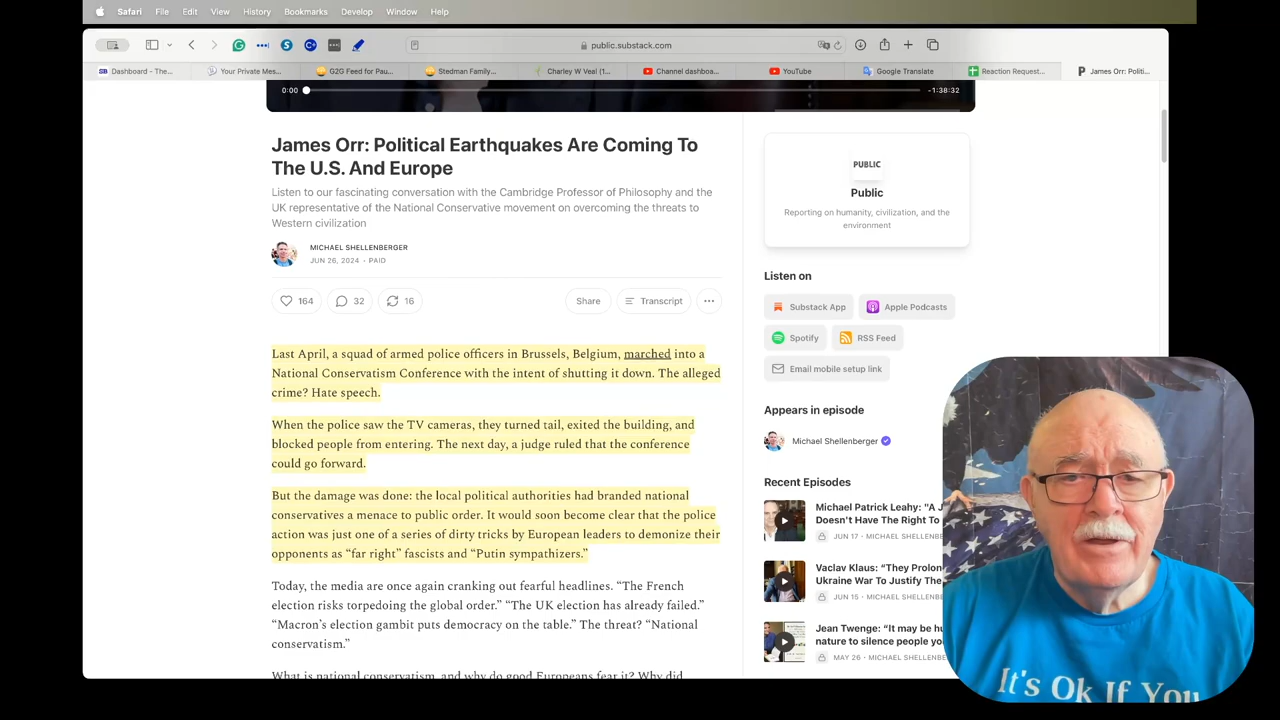 Safari File Edit View History Bookmarks Develop Window Help
public.substack.com
Dashboard - The...
Your Private Mes...
G2G Feed for Pau...
Stedman Family...
Charley W Veal (1...
Channel dashboa...
YouTube
Google Translate
Reaction Request...
James Orr: Politi...
0:00
-1:38:32
James Orr: Political Earthquakes Are Coming To
The U.S. And Europe
Listen to our fascinating conversation with the Cambridge Professor of Philosophy and the
UK representative of the National Conservative movement on overcoming the threats to
Western civilization
MICHAEL SHELLENBERGER
JUN 26, 2024 • PAID
164
32
16
Share
Transcript
Last April, a squad of armed police officers in Brussels, Belgium, marched into a
National Conservatism Conference with the intent of shutting it down. The alleged
crime? Hate speech.
When the police saw the TV cameras, they turned tail, exited the building, and
blocked people from entering. The next day, a judge ruled that the conference
could go forward.
But the damage was done: the local political authorities had branded national
conservatives a menace to public order. It would soon become clear that the police
action was just one of a series of dirty tricks by European leaders to demonize their
opponents as “far right” fascists and “Putin sympathizers.”
Today, the media are once again cranking out fearful headlines. “The French
election risks torpedoing the global order.” “The UK election has already failed.”
“Macron’s election gambit puts democracy on the table.” The threat? “National
conservatism.”
What is national conservatism, and why do good Europeans fear it? Why did
PUBLIC
Public
Reporting on humanity, civilization, and the
environment
Listen on
Substack App
Apple Podcasts
Spotify
RSS Feed
Email mobile setup link
Appears in episode
Michael Shellenberger
Recent Episodes
Michael Patrick Leahy: "A J
Doesn't Have The Right To
JUN 17 • MICHAEL SHELLENBE
Vaclav Klaus: “They Prolon
Ukraine War To Justify The
JUN 15 • MICHAEL SHELLENBE
Jean Twenge: “It may be hu
nature to silence people yo
MAY 26 • MICHAEL SHELLENB
It's Ok If You